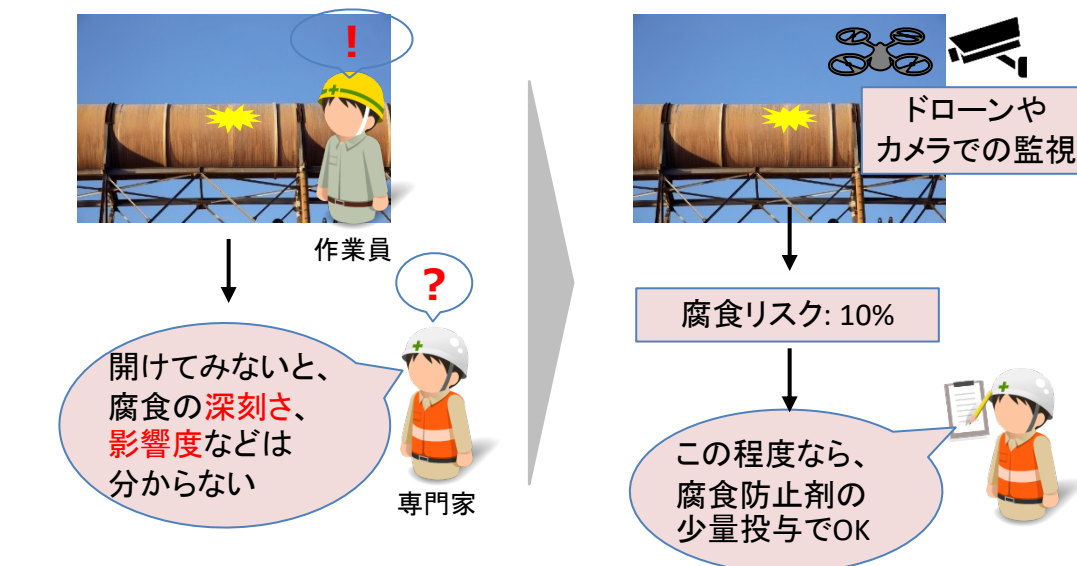 !
作業員
?
開けてみないと、
腐食の深刻さ、
影響度などは
分からない
専門家
ドローンや
カメラでの監視
腐食リスク: 10%
この程度なら、
腐食防止剤の
少量投与でOK